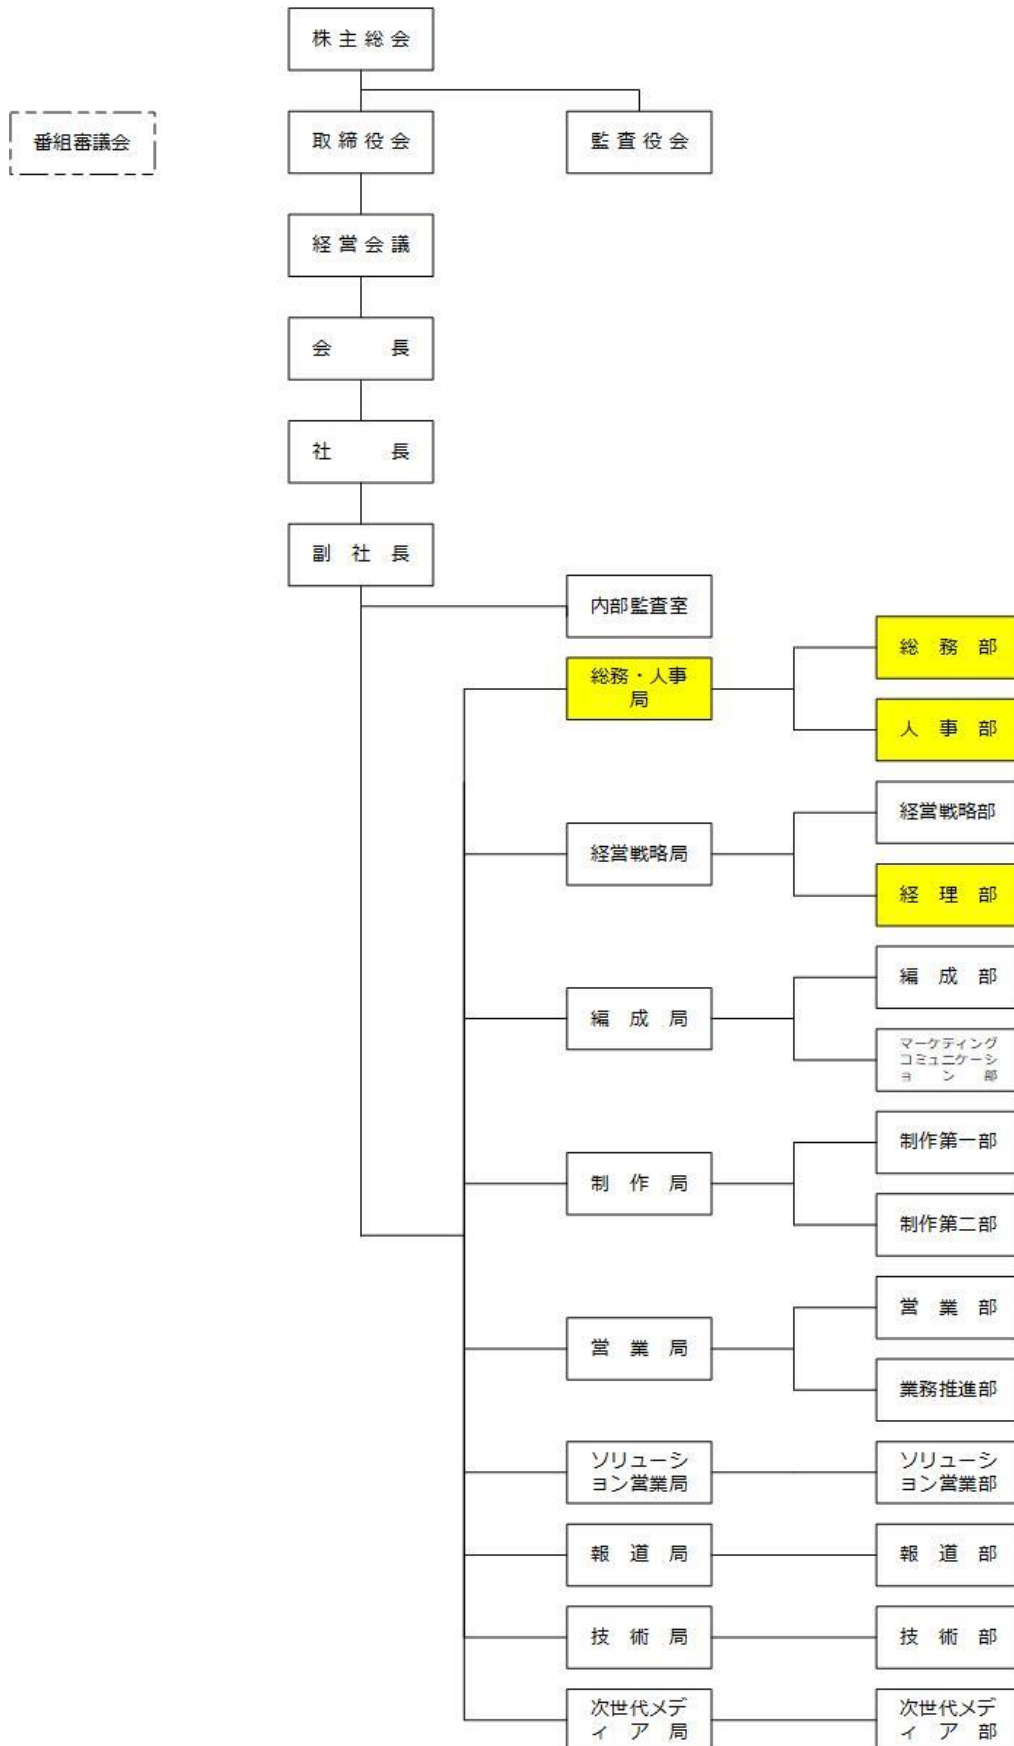 株主総会
番組審議会
取締役会
監査役会
経営会議
会長
社長
副社長
内部監査室
総務・人事
局
総務部
人事部
経営戦略局
経営戦略部
経理部
編成局
編成部
マーケティング
コミュニケーシ
ョン部
制作局
制作第一部
制作第二部
営業局
営業部
業務推進部
ソリューシ
ョン営業局
ソリューシ
ョン営業部
報道局
報道部
技術局
技術部
次世代メデ
ィア局
次世代メデ
ィア部